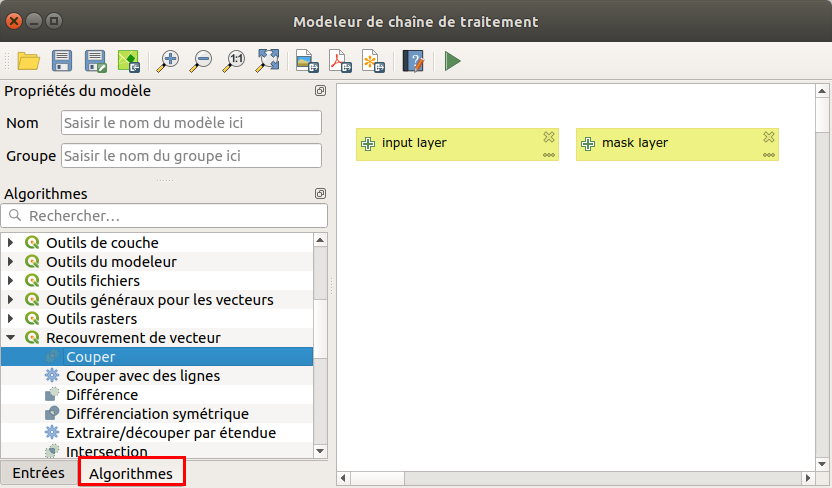 Modeleur de chaîne de traitement
1:1
Propriétés du modèle
Nom
Saisir le nom du modèle ici
Groupe
Saisir le nom du groupe ici
Algorithmes
Rechercher…
Outils de couche
Outils du modeleur
Outils fichiers
Outils généraux pour les vecteurs
Outils rasters
Recouvrement de vecteur
Couper
Couper avec des lignes
Différence
Différenciation symétrique
Extraire/découper par étendue
Intersection
Entrées
Algorithmes
input layer
mask layer